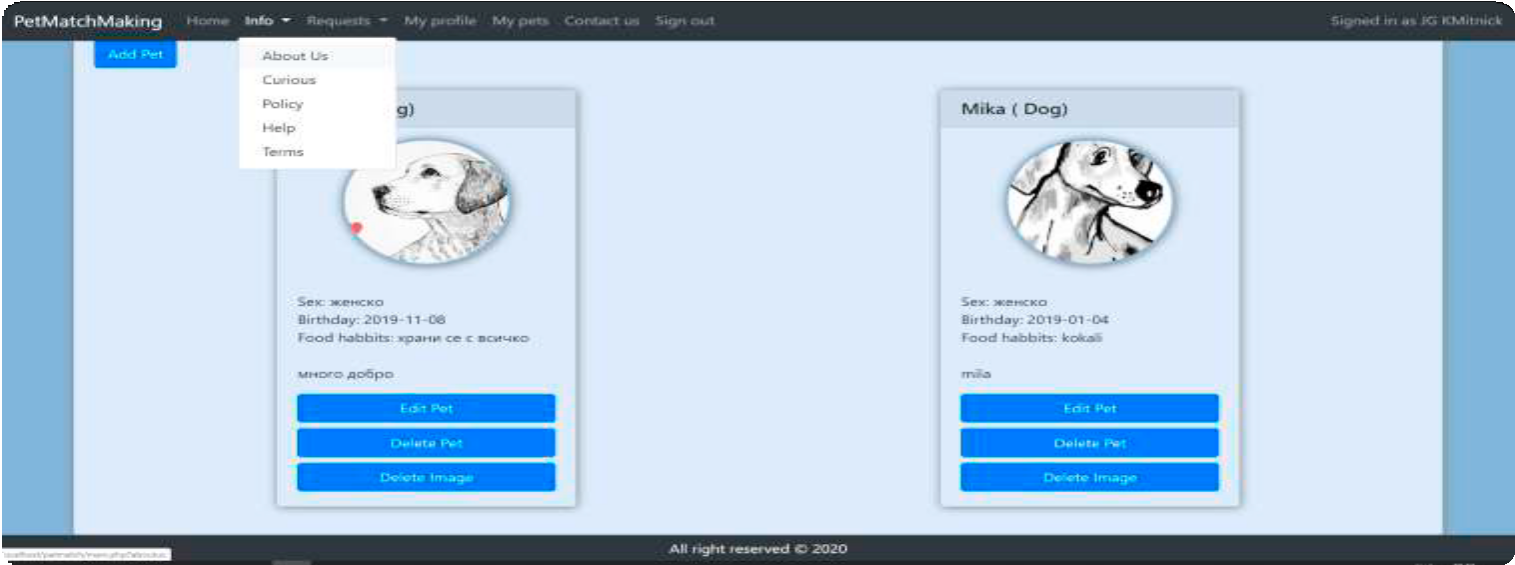 PetMatchMaking Home Info Requests My profile My pets Contact us Sign out Signed in as JG KMitnick
Add Pet
About Us
Curious
Policy
Help
Terms
g)
Sex: женско
Birthday: 2019-11-08
Food habbits: храни се с всичко
много добро
Edit Pet
Delete Pet
Delete Image
Mika ( Dog)
Sex: женско
Birthday: 2019-01-04
Food habbits: kokali
mila
Edit Pet
Delete Pet
Delete Image
All right reserved © 2020